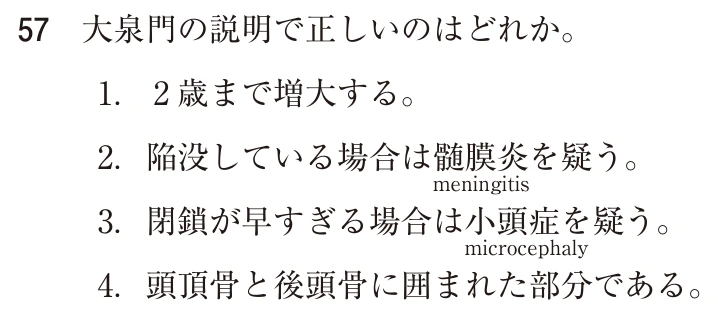 57 大泉門の説明で正しいのはどれか。
1. 2歳まで増大する。
2. 陥没している場合は髄膜炎を疑う。
meningitis
3. 閉鎖が早すぎる場合は小頭症を疑う。
microcephaly
4. 頭頂骨と後頭骨に囲まれた部分である。